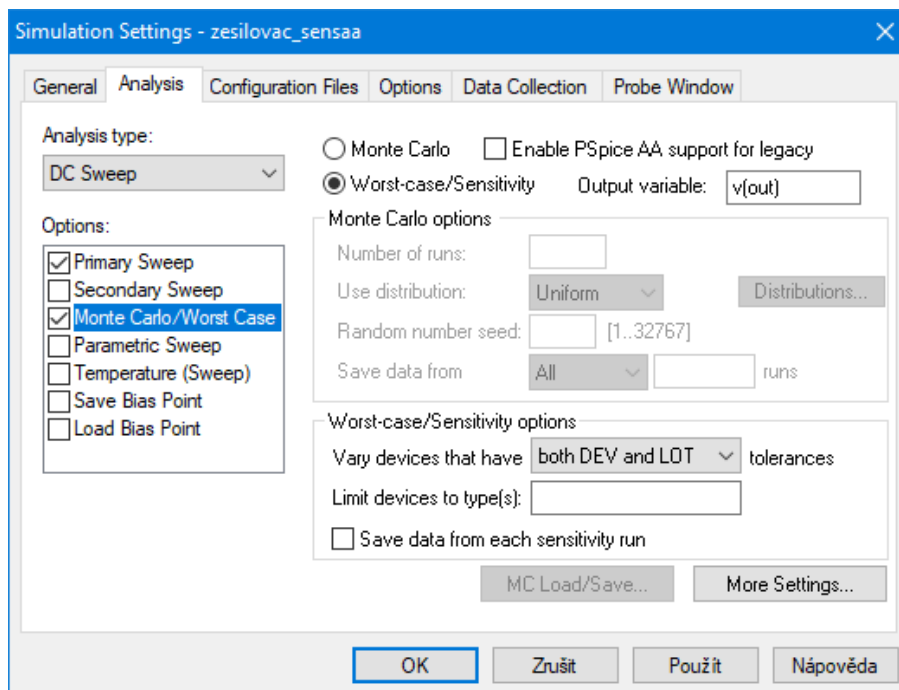 Simulation Settings - zesilovac_sensaa
General Analysis Configuration Files Options Data Collection Probe Window
Analysis type:
DC Sweep
Options:
Primary Sweep
Secondary Sweep
Monte Carlo/Worst Case
Parametric Sweep
Temperature (Sweep)
Save Bias Point
Load Bias Point
Monte Carlo Enable PSpice AA support for legacy
Worst-case/Sensitivity Output variable: v(out)
Monte Carlo options
Number of runs:
Use distribution: Uniform Distributions...
Random number seed: [1..32767]
Save data from All runs
Worst-case/Sensitivity options
Vary devices that have both DEV and LOT tolerances
Limit devices to type(s):
Save data from each sensitivity run
MC Load/Save... More Settings...
OK Zrušit Použít Nápověda